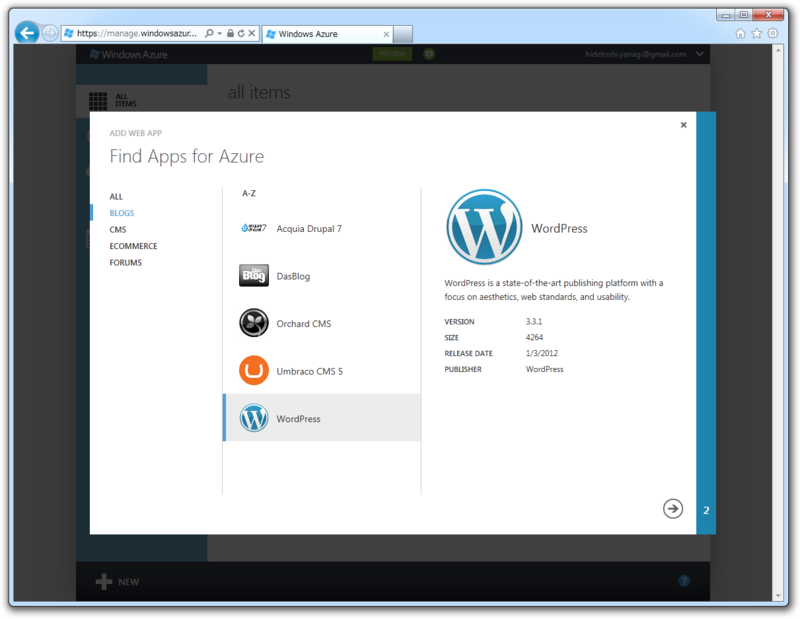 https://manage.windowsazur...
Windows Azure
Windows Azure
PREVIEW
hidetoshi.yanagi@gmail.com
ALL
ITEMS
all items
ADD WEB APP
Find Apps for Azure
ALL
BLOGS
CMS
ECOMMERCE
FORUMS
A-Z
Acquia Drupal 7
DasBlog
Orchard CMS
Umbraco CMS 5
WordPress
WordPress
WordPress is a state-of-the-art publishing platform with a
focus on aesthetics, web standards, and usability.
VERSION 3.3.1
SIZE 4264
RELEASE DATE 1/3/2012
PUBLISHER WordPress
2
NEW
?